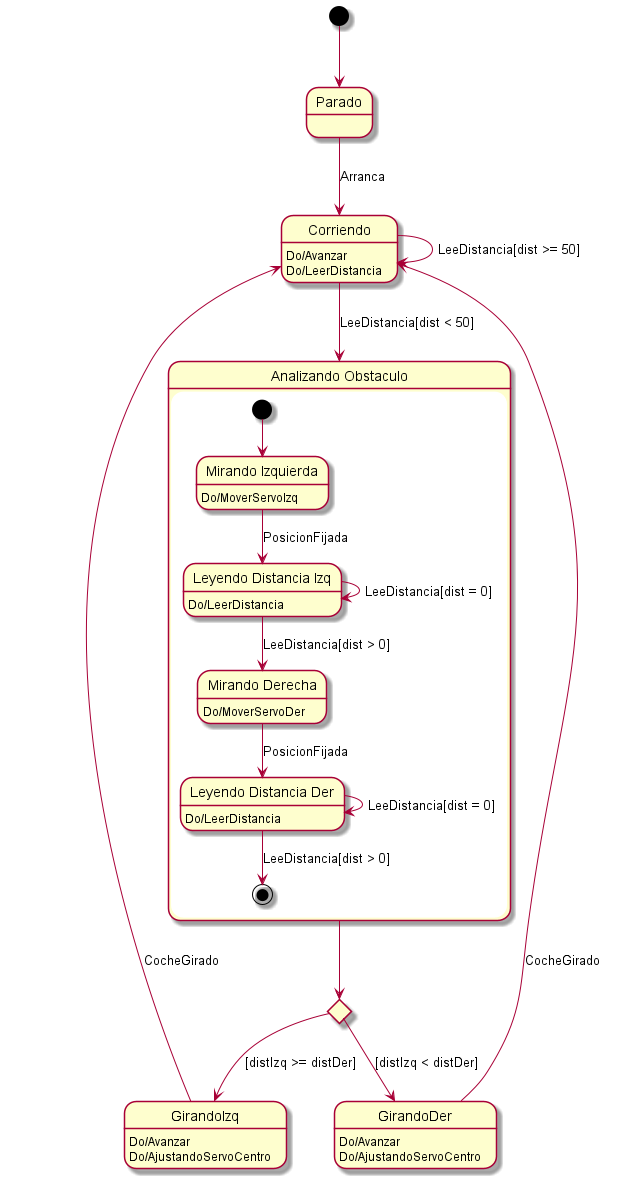 Parado
Arranca
Corriendo
Do/Avanzar
Do/LeerDistancia
LeeDistancia[dist >= 50]
LeeDistancia[dist < 50]
Analizando Obstaculo
Mirando Izquierda
Do/MoverServoIzq
PosicionFijada
Leyendo Distancia Izq
Do/LeerDistancia
LeeDistancia[dist = 0]
LeeDistancia[dist > 0]
Mirando Derecha
Do/MoverServoDer
PosicionFijada
Leyendo Distancia Der
Do/LeerDistancia
LeeDistancia[dist = 0]
LeeDistancia[dist > 0]
CocheGirado
CocheGirado
[distIzq >= distDer]
[distIzq < distDer]
GirandoIzq
Do/Avanzar
Do/AjustandoServoCentro
GirandoDer
Do/Avanzar
Do/AjustandoServoCentro